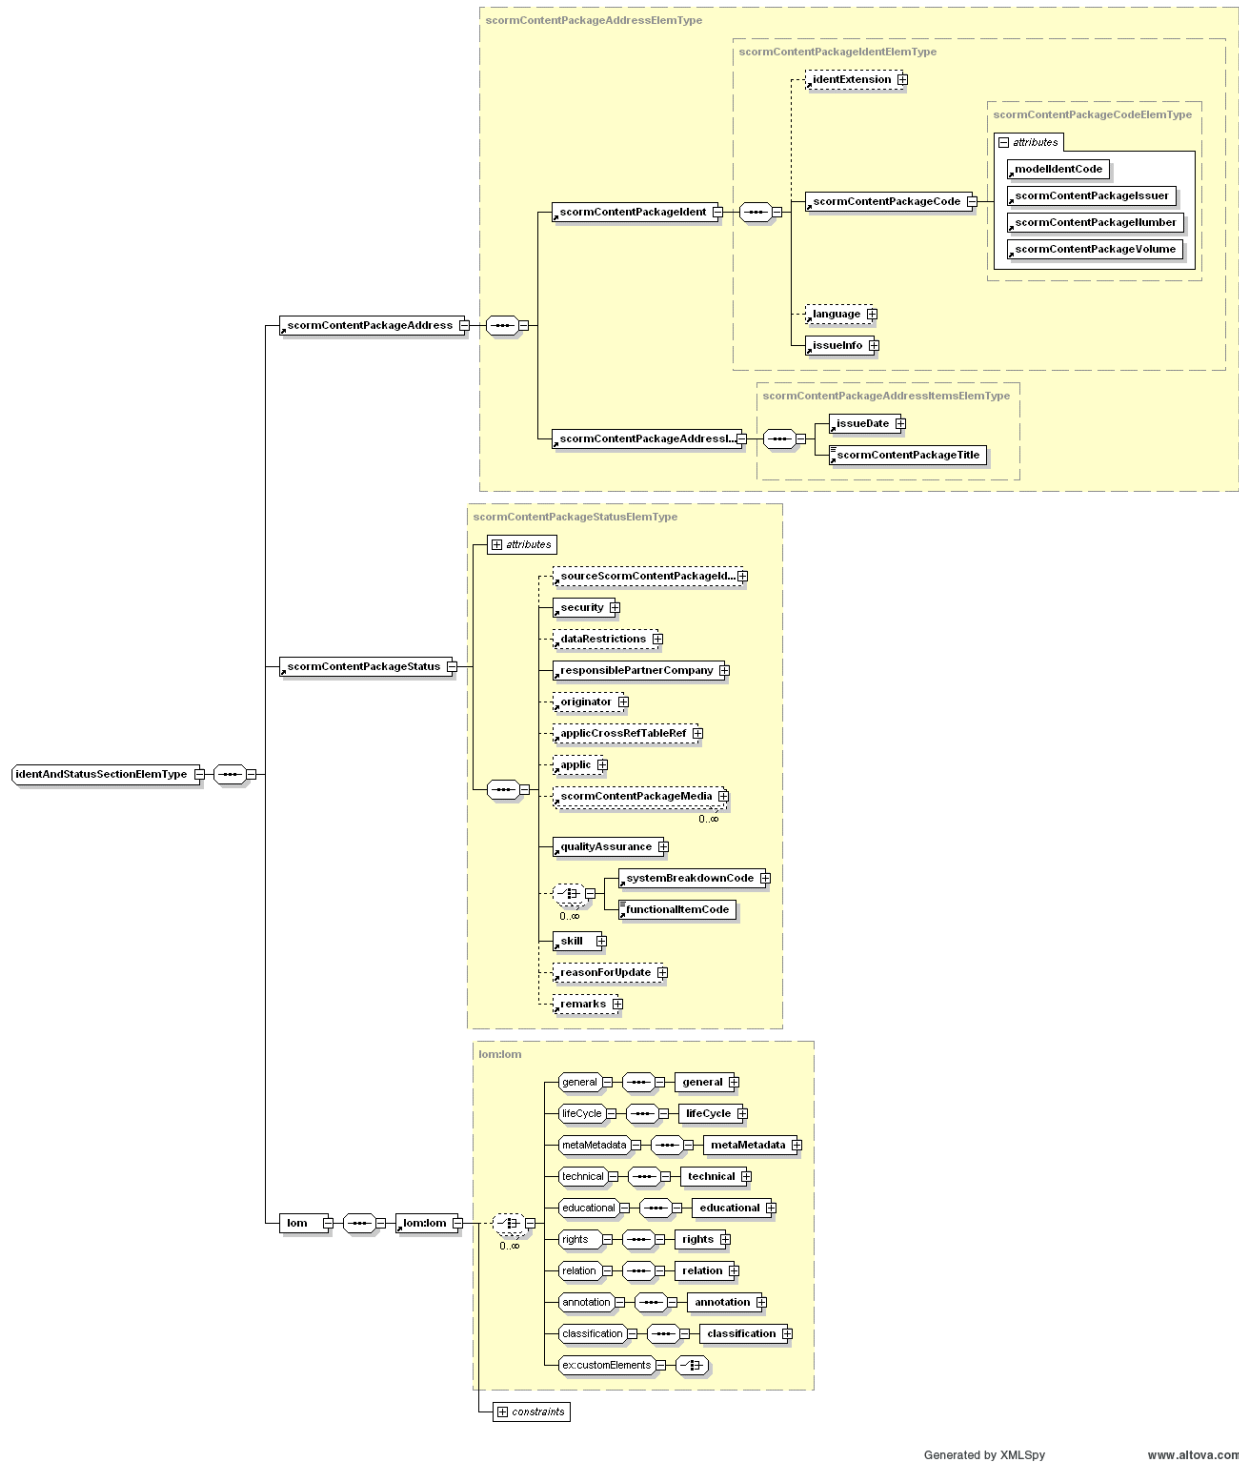 scormContentPackageAddressElemType
scormContentPackageIdentElemType
identExtension
scormContentPackageCodeElemType
attributes
modelIdentCode
scormContentPackageIssuer
scormContentPackageNumber
scormContentPackageVolume
scormContentPackageCode
scormContentPackageIdent
language
issueInfo
scormContentPackageAddress
scormContentPackageAddressItemsElemType
issueDate
scormContentPackageTitle
scormContentPackageAddressI...
scormContentPackageStatusElemType
attributes
sourceScormContentPackageId...
security
dataRestrictions
responsiblePartnerCompany
scormContentPackageStatus
originator
applicCrossRefTableRef
applic
identAndStatusSectionElemType
scormContentPackageMedia
0..∞
qualityAssurance
systemBreakdownCode
functionalItemCode
0..∞
skill
reasonForUpdate
remarks
lom:lom
general general
lifeCycle lifeCycle
metaMetadata metaMetadata
technical technical
educational educational
lom lom:lom
0..∞
rights rights
relation relation
annotation annotation
classification classification
ex:customElements
constraints
Generated by XMLSpy www.altova.com